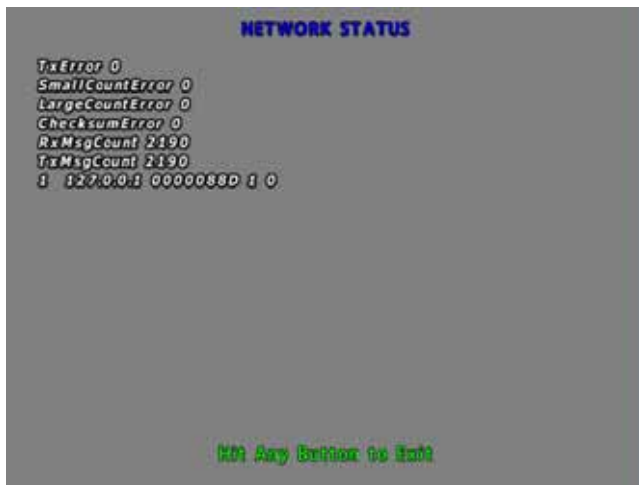 NETWORK STATUS
TxError 0
SmallCountError 0
LargeCountError 0
ChecksumError 0
RxMsgCount 2190
TxMsgCount 2190
1 127.0.0.1 0000088D 1 0
Hit Any Button to Exit